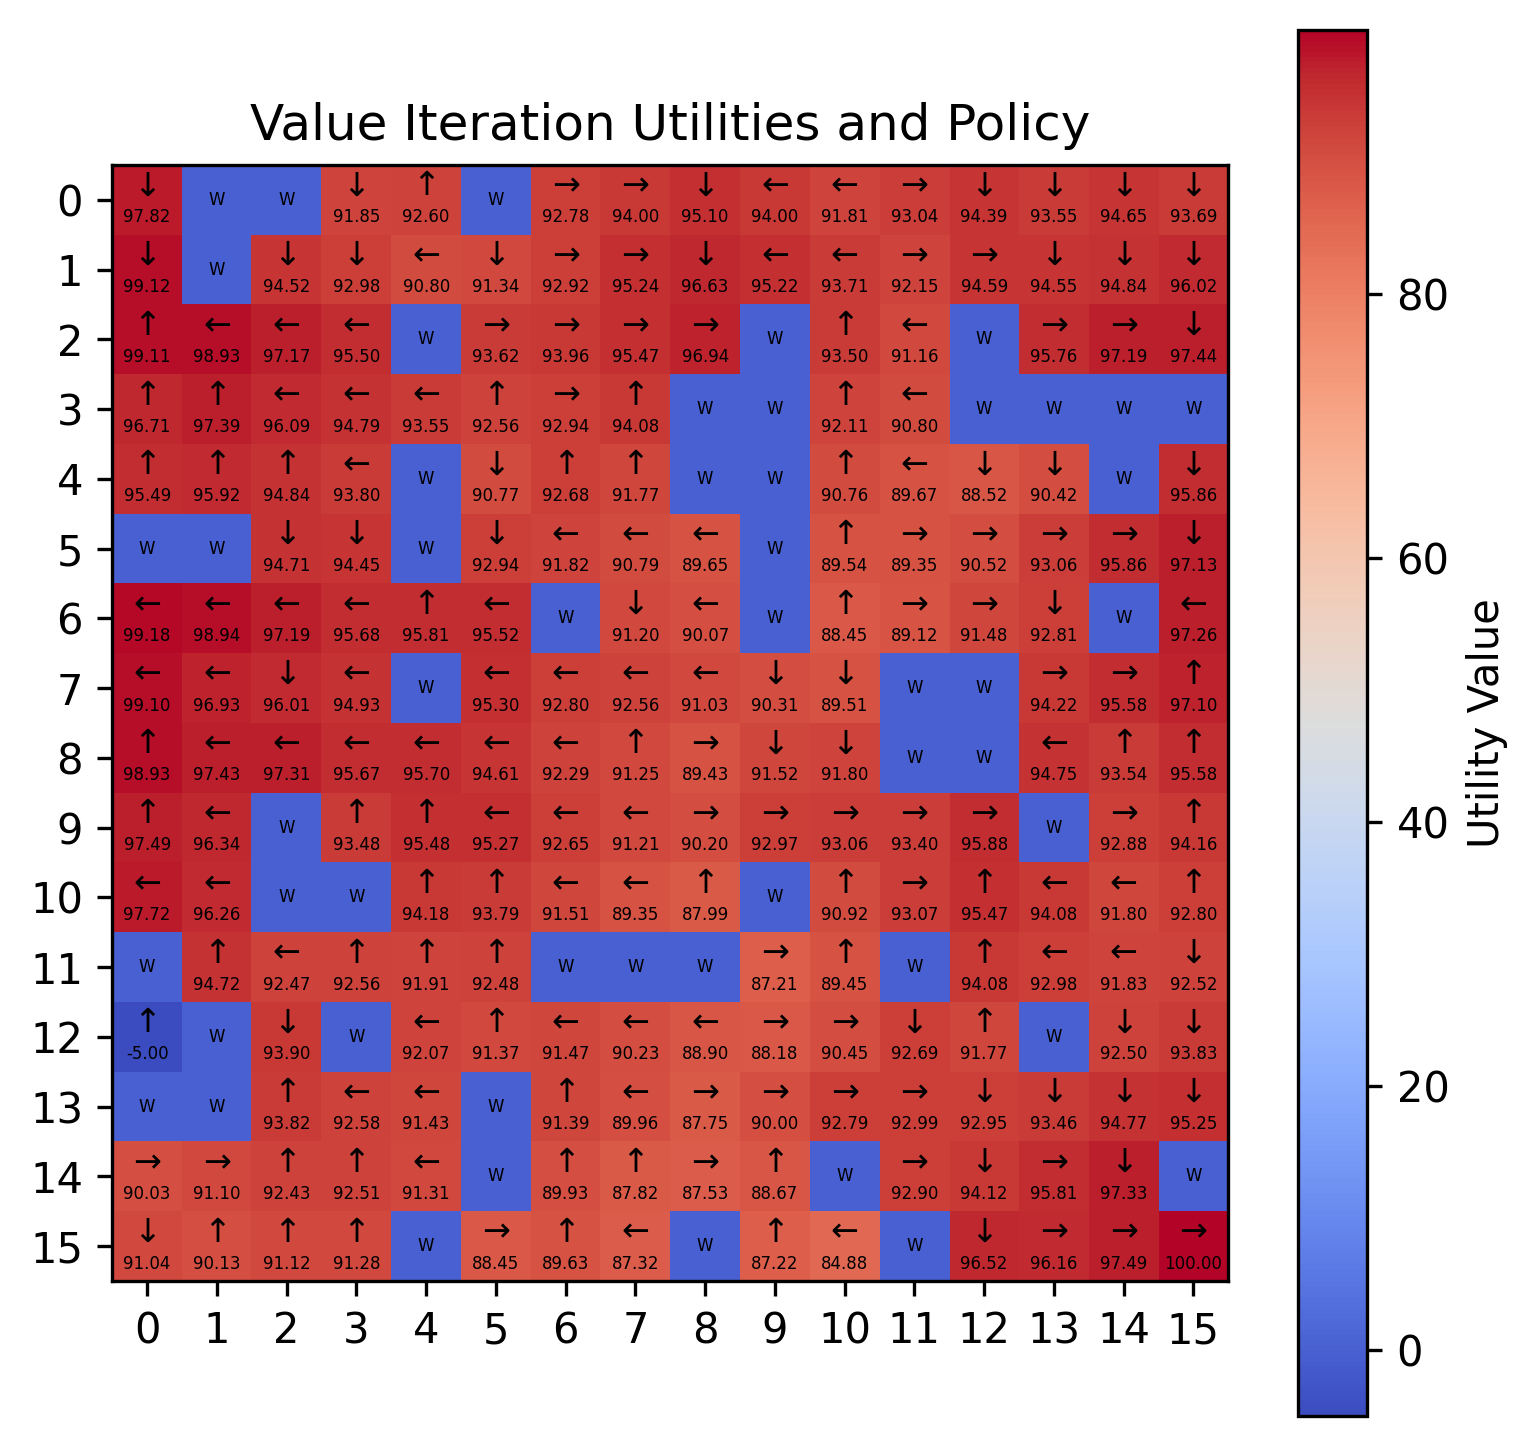 Value Iteration Utilities and Policy
0 ↓ W W ↓ ↑ W → → ↓ ← ← → ↓ ↓ ↓ ↓
97.82 91.85 92.60 92.78 94.00 95.10 94.00 91.81 93.04 94.39 93.55 94.65 93.69
1 ↓ W ↓ ↓ ← ↓ → → ↓ ← ← → → ↓ ↓ ↓
99.12 94.52 92.98 90.80 91.34 92.92 95.24 96.63 95.22 93.71 92.15 94.59 94.55 94.84 96.02
2 ↑ ← ← ← W → → → → W ↑ ← W → → ↓
99.11 98.93 97.17 95.50 93.62 93.96 95.47 96.94 93.50 91.16 95.76 97.19 97.44
3 ↑ ↑ ← ← ← ↑ → ↑ W W ↑ ← W W W W
96.71 97.39 96.09 94.79 93.55 92.56 92.94 94.08 92.11 90.80
4 ↑ ↑ ↑ ← W ↓ ↑ ↑ W W ↑ ← ↓ ↓ W ↓
95.49 95.92 94.84 93.80 90.77 92.68 91.77 90.76 89.67 88.52 90.42 95.86
5 W W ↓ ↓ W ↓ ← ← ← W ↑ → → → → ↓
94.71 94.45 92.94 91.82 90.79 89.65 89.54 89.35 90.52 93.06 95.86 97.13
6 ← ← ← ← ↑ ← W ↓ ← W ↑ → → ↓ W ←
99.18 98.94 97.19 95.68 95.81 95.52 91.20 90.07 88.45 89.12 91.48 92.81 97.26
7 ← ← ↓ ← W ← ← ← ← ↓ ↓ W W → → ↑
99.10 96.93 96.01 94.93 95.30 92.80 92.56 91.03 90.31 89.51 94.22 95.58 97.10
8 ↑ ← ← ← ← ← ← ↑ → ↓ ↓ W W ← ↑ ↑
98.93 97.43 97.31 95.67 95.70 94.61 92.29 91.25 89.43 91.52 91.80 94.75 93.54 95.58
9 ↑ ← W ↑ ↑ ← ← ← → → → → → W → ↑
97.49 96.34 93.48 95.48 95.27 92.65 91.21 90.20 92.97 93.06 93.40 95.88 92.88 94.16
10 ← ← W W ↑ ↑ ← ← ↑ W ↑ → ↑ ← ← ↑
97.72 96.26 94.18 93.79 91.51 89.35 87.99 90.92 93.07 95.47 94.08 91.80 92.80
11 W ↑ ← ↑ ↑ ↑ W W W → ↑ W ↑ ← ← ↓
94.72 92.47 92.56 91.91 92.48 87.21 89.45 94.08 92.98 91.83 92.52
12 ↑ W ↓ W ← ↑ ← ← ← → → ↓ ↑ W ↓ ↓
-5.00 93.90 92.07 91.37 91.47 90.23 88.90 88.18 90.45 92.69 91.77 92.50 93.83
13 W W ↑ ← ← W ↑ ← → → → → ↓ ↓ ↓ ↓
93.82 92.58 91.43 91.39 89.96 87.75 90.00 92.79 92.99 92.95 93.46 94.77 95.25
14 → → ↑ ↑ ← W ↑ ↑ → ↑ W → ↓ → ↓ W
90.03 91.10 92.43 92.51 91.31 89.93 87.82 87.53 88.67 92.90 94.12 95.81 97.33
15 ↓ ↑ ↑ ↑ W → ↑ ← W ↑ ← W ↓ → → →
91.04 90.13 91.12 91.28 88.45 89.63 87.32 87.22 84.88 96.52 96.16 97.49 100.00
0 1 2 3 4 5 6 7 8 9 10 11 12 13 14 15
80
60
40
20
0
Utility Value